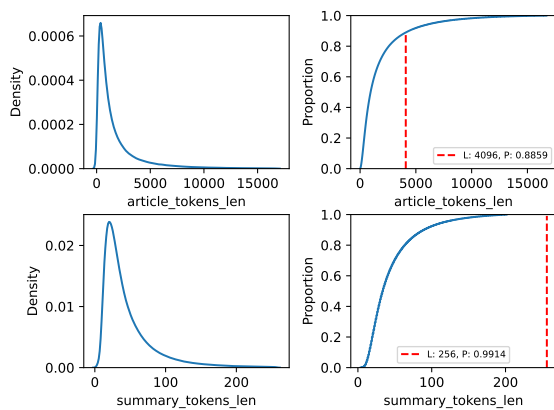 0.0006
0.0004
0.0002
0.0000
Density
0 5000 10000 15000
article_tokens_len
1.0
0.8
0.6
0.4
0.2
0.0
Proportion
L: 4096, P: 0.8859
0 5000 10000 15000
article_tokens_len
0.02
0.01
0.00
Density
0 100 200
summary_tokens_len
1.0
0.8
0.6
0.4
0.2
0.0
Proportion
L: 256, P: 0.9914
0 100 200
summary_tokens_len